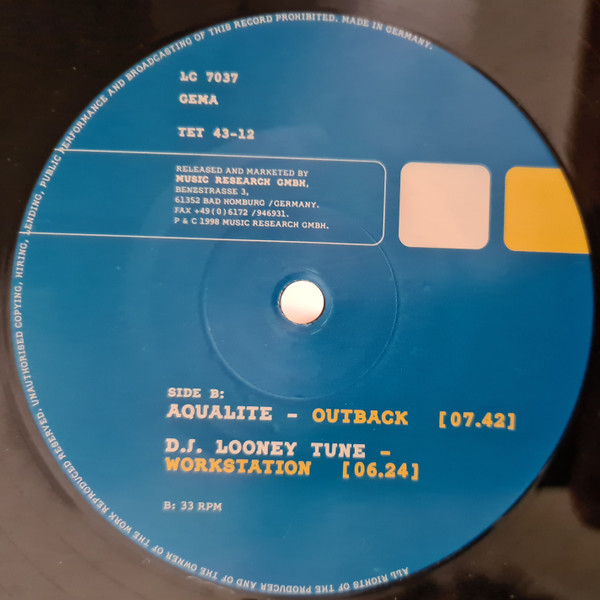 LC 7037
GEMA
TET 43-12
RELEASED AND MARKETED BY
MUSIC RESEARCH GMBH,
BENZSTRASSE 3,
61352 BAD HOMBURG /GERMANY.
FAX +49(0)6172 /946931.
P & C 1998 MUSIC RESEARCH GMBH.
SIDE B:
AQUALITE - OUTBACK [07.42]
D.J. LOONEY TUNE -
WORKSTATION [06.24]
B: 33 RPM
ALL RIGHTS OF THE PRODUCER AND OF THE OWNER OF THE WORK REPRODUCED RESERVED. UNAUTHORISED COPYING, HIRING, LENDING, PUBLIC PERFORMANCE AND BROADCASTING OF THIS RECORD PROHIBITED. MADE IN GERMANY.